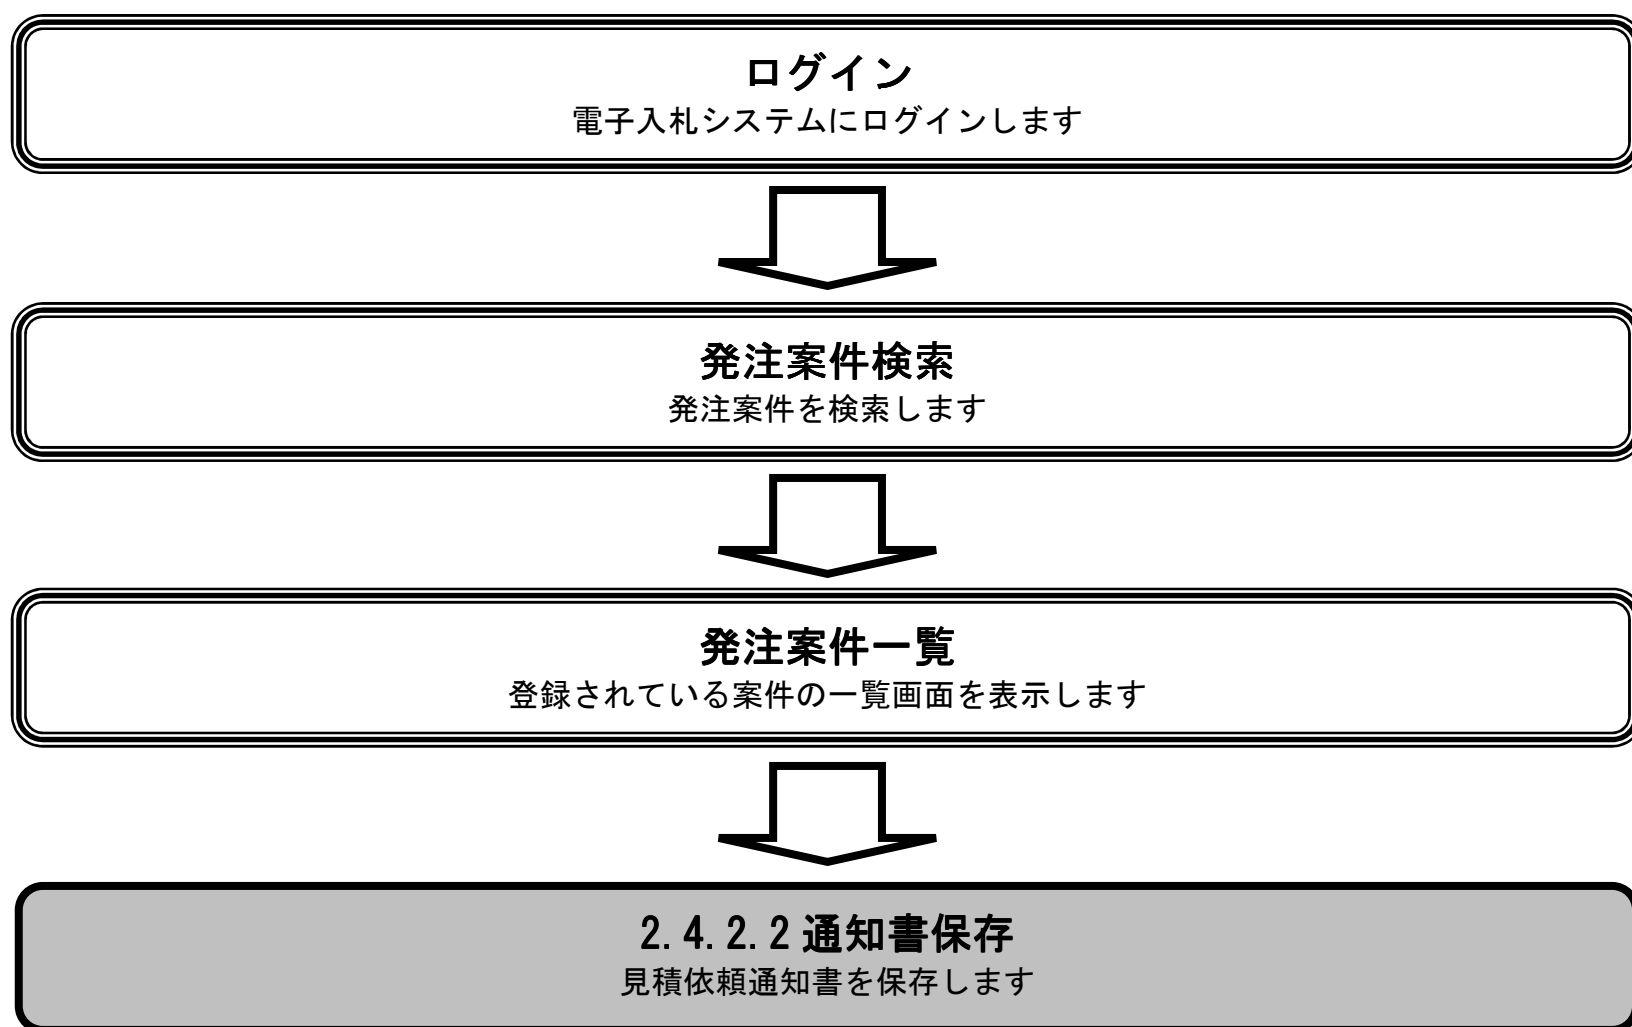 ログイン
電子入札システムにログインします
発注案件検索
発注案件を検索します
発注案件一覧
登録されている案件の一覧画面を表示します
2.4.2.2通知書保存
見積依頼通知書を保存します